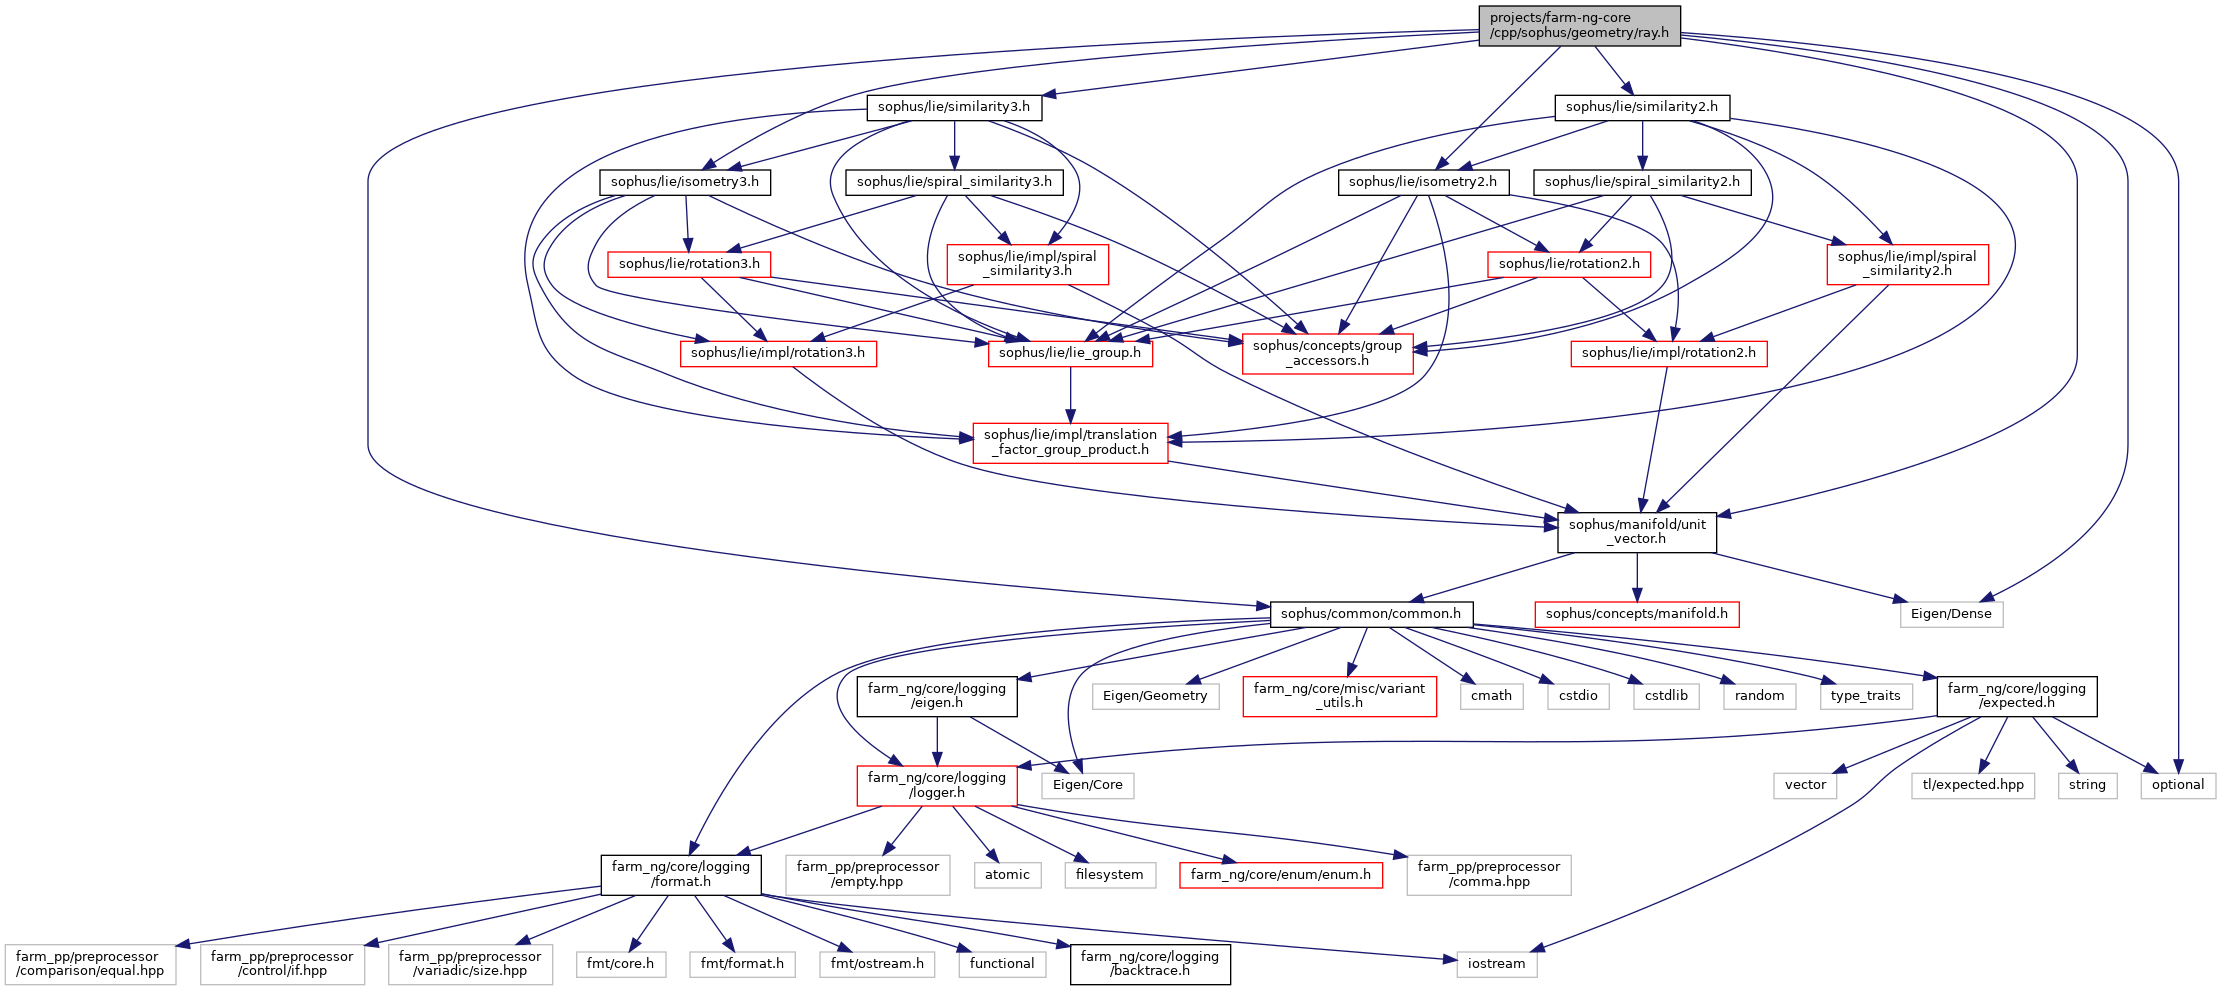 projects/farm-ng-core
/cpp/sophus/geometry/ray.h
sophus/lie/similarity3.h
sophus/lie/similarity2.h
sophus/lie/isometry3.h
sophus/lie/spiral_similarity3.h
sophus/lie/isometry2.h
sophus/lie/spiral_similarity2.h
sophus/lie/rotation3.h
sophus/lie/impl/spiral
_similarity3.h
sophus/lie/rotation2.h
sophus/lie/impl/spiral
_similarity2.h
sophus/lie/impl/rotation3.h
sophus/lie/lie_group.h
sophus/concepts/group
_accessors.h
sophus/lie/impl/rotation2.h
sophus/lie/impl/translation
_factor_group_product.h
sophus/manifold/unit
_vector.h
sophus/common/common.h
sophus/concepts/manifold.h
Eigen/Dense
farm_ng/core/logging
/eigen.h
Eigen/Geometry
farm_ng/core/misc/variant
_utils.h
cmath
cstdio
cstdlib
random
type_traits
farm_ng/core/logging
/expected.h
farm_ng/core/logging
/logger.h
Eigen/Core
vector
tl/expected.hpp
string
optional
farm_ng/core/logging
/format.h
farm_pp/preprocessor
/empty.hpp
atomic
filesystem
farm_ng/core/enum/enum.h
farm_pp/preprocessor
/comma.hpp
farm_pp/preprocessor
/comparison/equal.hpp
farm_pp/preprocessor
/control/if.hpp
farm_pp/preprocessor
/variadic/size.hpp
fmt/core.h
fmt/format.h
fmt/ostream.h
functional
farm_ng/core/logging
/backtrace.h
iostream